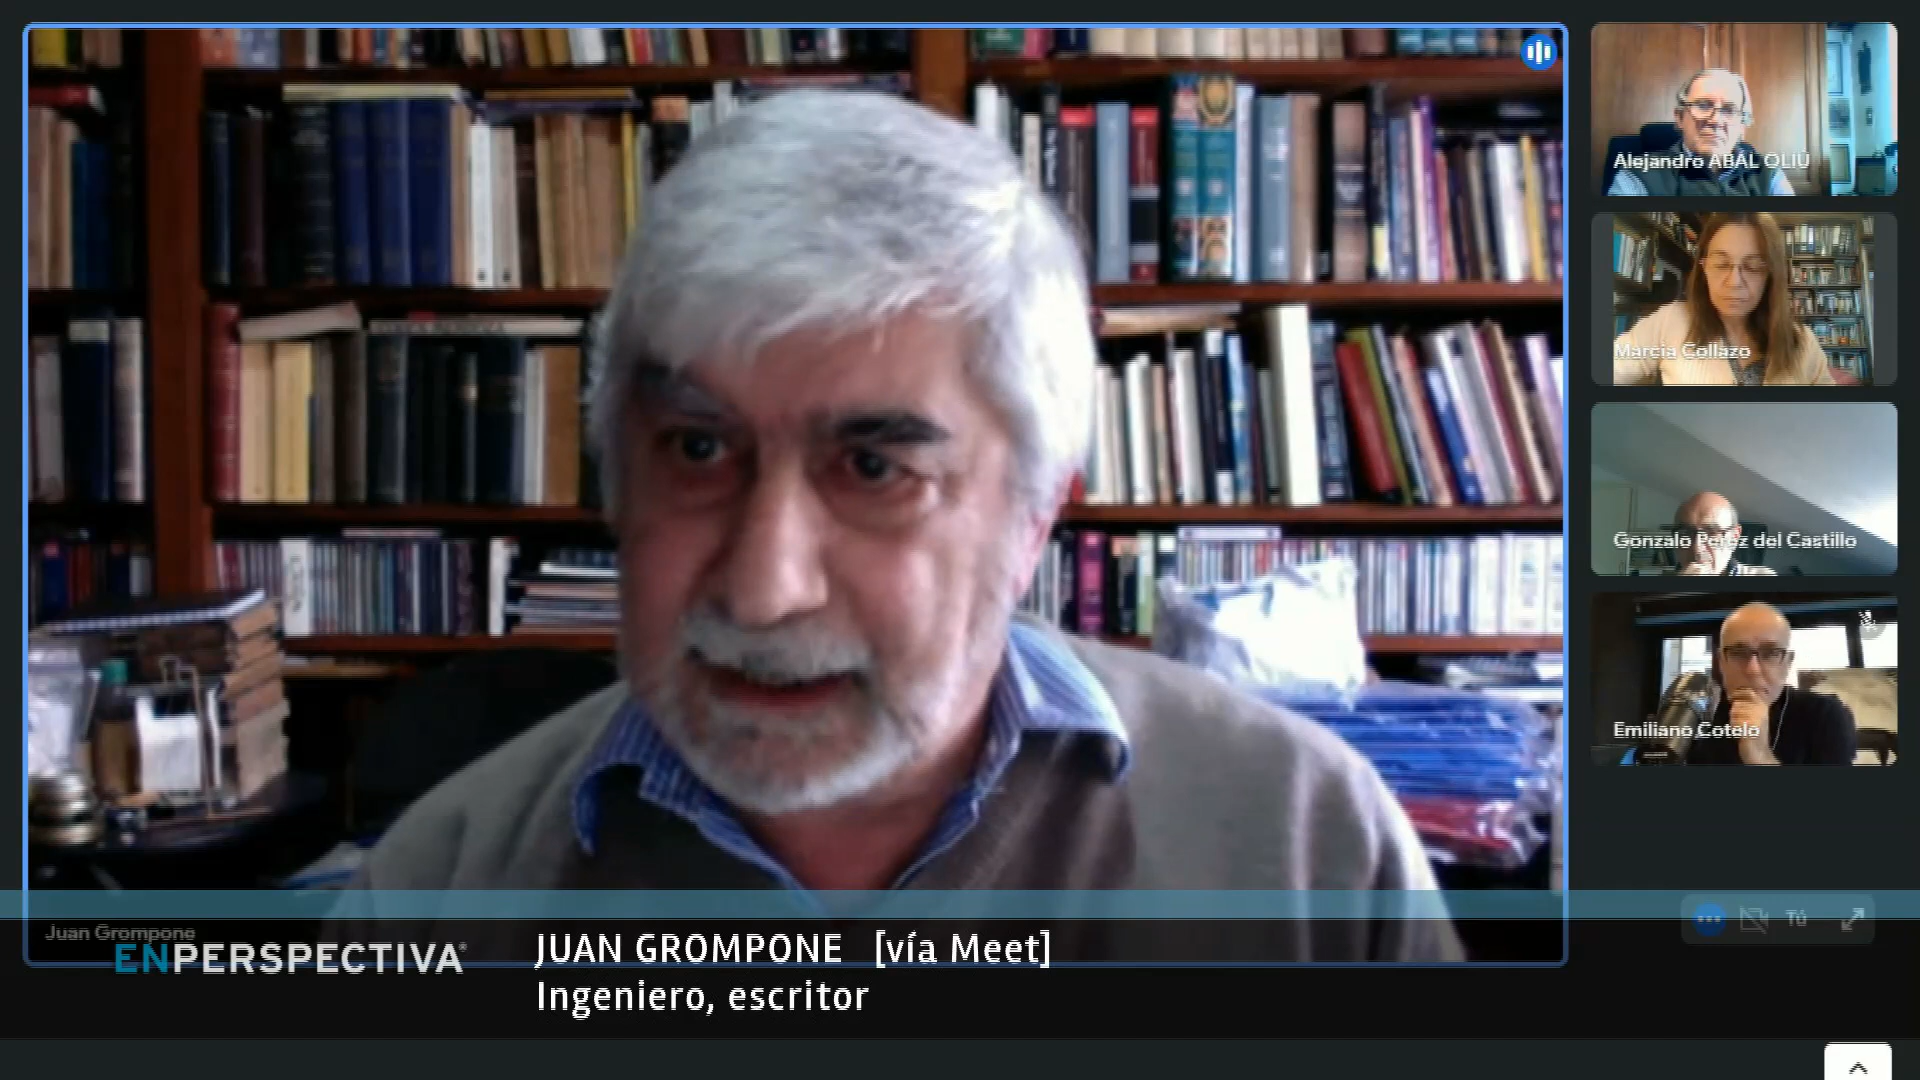 Alejandro ABAL OLIÚ
Marcia Collazo
Gonzalo Pérez del Castillo
Emiliano Cotelo
Tú
Juan Grompone
ENPERSPECTIVA®
JUAN GROMPONE [vía Meet]
Ingeniero, escritor